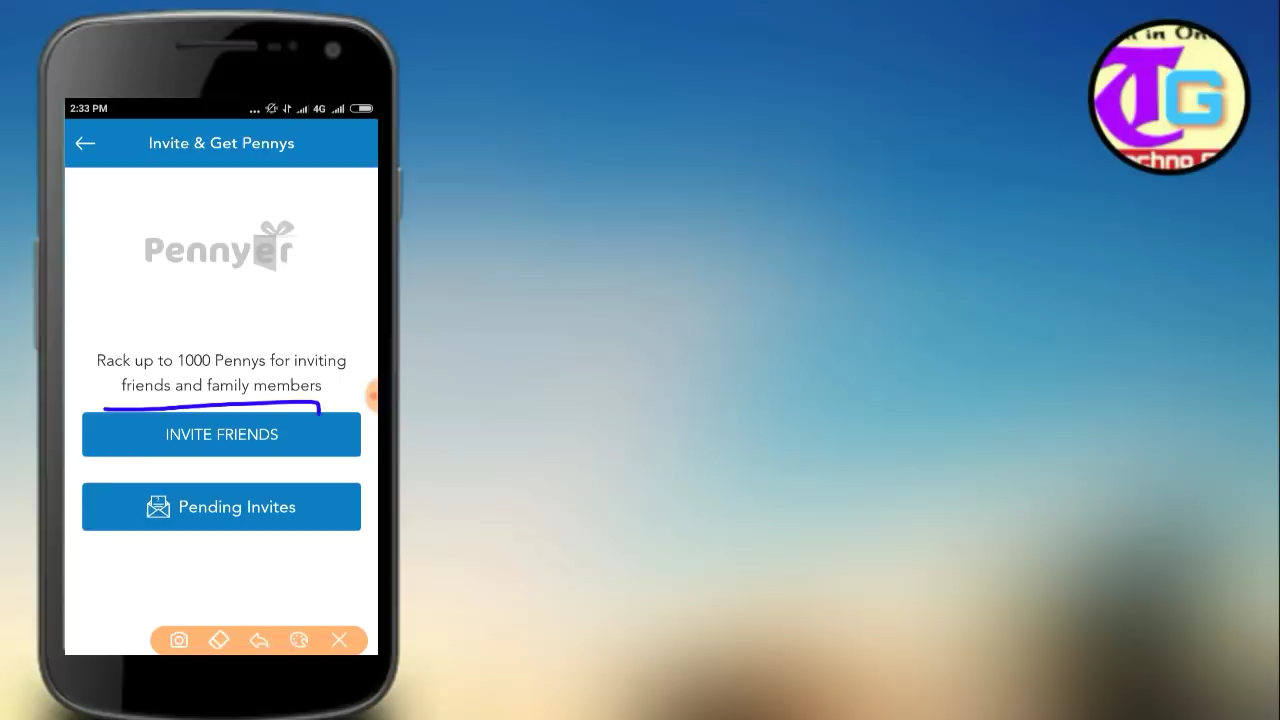 2:33 PM
4G
Invite & Get Pennys
Pennyer
Rack up to 1000 Pennys for inviting
friends and family members
INVITE FRIENDS
Pending Invites
in
TG